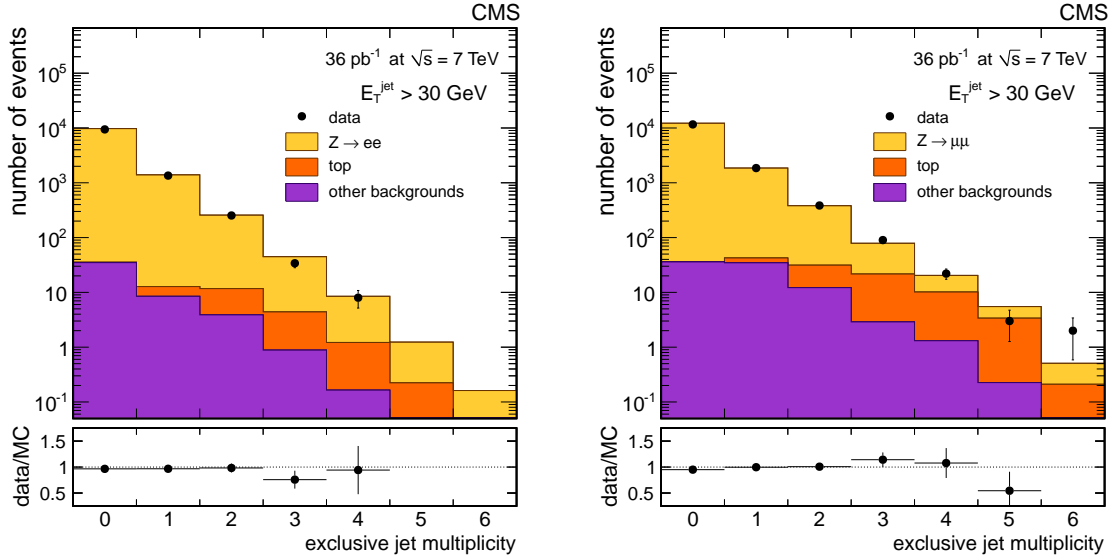 CMS
number of events
36 pb⁻¹ at √s = 7 TeV
E_T^jet > 30 GeV
data
Z → ee
top
other backgrounds
10⁵
10⁴
10³
10²
10
1
10⁻¹
data/MC
1.5
1
0.5
0 1 2 3 4 5 6
exclusive jet multiplicity
CMS
number of events
36 pb⁻¹ at √s = 7 TeV
E_T^jet > 30 GeV
data
Z → μμ
top
other backgrounds
10⁵
10⁴
10³
10²
10
1
10⁻¹
data/MC
1.5
1
0.5
0 1 2 3 4 5 6
exclusive jet multiplicity